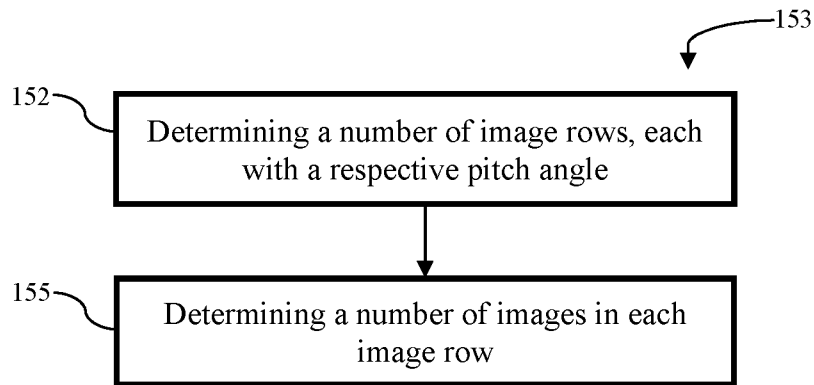 153
152
Determining a number of image rows, each
with a respective pitch angle
155
Determining a number of images in each
image row